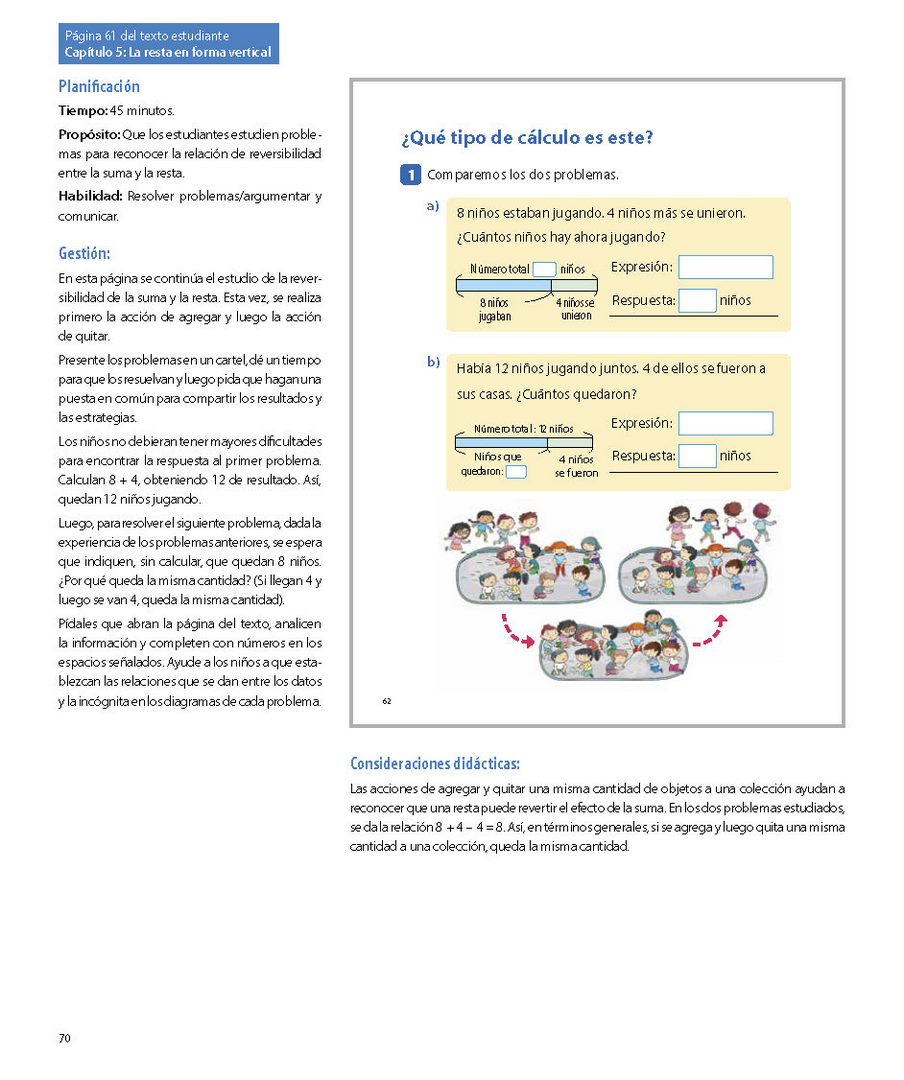 Página 61 del texto estudiante
Capítulo 5: La resta en forma vertical
Planificación
Tiempo: 45 minutos.
Propósito: Que los estudiantes estudien proble-
mas para reconocer la relación de reversibilidad
entre la suma y la resta.
Habilidad: Resolver problemas/argumentar y
comunicar.
Gestión:
En esta página se continúa el estudio de la rever-
sibilidad de la suma y la resta. Esta vez, se realiza
primero la acción de agregar y luego la acción
de quitar.
Presente los problemas en un cartel, dé un tiempo
para que los resuelvan y luego pida que hagan una
puesta en común para compartir los resultados y
las estrategias.
Los niños no debieran tener mayores dificultades
para encontrar la respuesta al primer problema.
Calculan 8 + 4, obteniendo 12 de resultado. Así,
quedan 12 niños jugando.
Luego, para resolver el siguiente problema, dada la
experiencia de los problemas anteriores, se espera
que indiquen, sin calcular, que quedan 8 niños.
¿Por qué queda la misma cantidad? (Si llegan 4 y
luego se van 4, queda la misma cantidad).
Pídales que abran la página del texto, analicen
la información y completen con números en los
espacios señalados. Ayude a los niños a que esta-
blezcan las relaciones que se dan entre los datos
y la incógnita en los diagramas de cada problema.
¿Qué tipo de cálculo es este?
1 Comparemos los dos problemas.
a) 8 niños estaban jugando. 4 niños más se unieron.
¿Cuántos niños hay ahora jugando?
Número total niños
8 niños
jugaban
4 niños se
unieron
Expresión:
Respuesta: niños
b) Había 12 niños jugando juntos. 4 de ellos se fueron a
sus casas. ¿Cuántos quedaron?
Número total: 12 niños
Niños que
quedaron:
4 niños
se fueron
Expresión:
Respuesta: niños
62
Consideraciones didácticas:
Las acciones de agregar y quitar una misma cantidad de objetos a una colección ayudan a
reconocer que una resta puede revertir el efecto de la suma. En los dos problemas estudiados,
se da la relación 8 + 4 – 4 = 8. Así, en términos generales, si se agrega y luego quita una misma
cantidad a una colección, queda la misma cantidad.
70